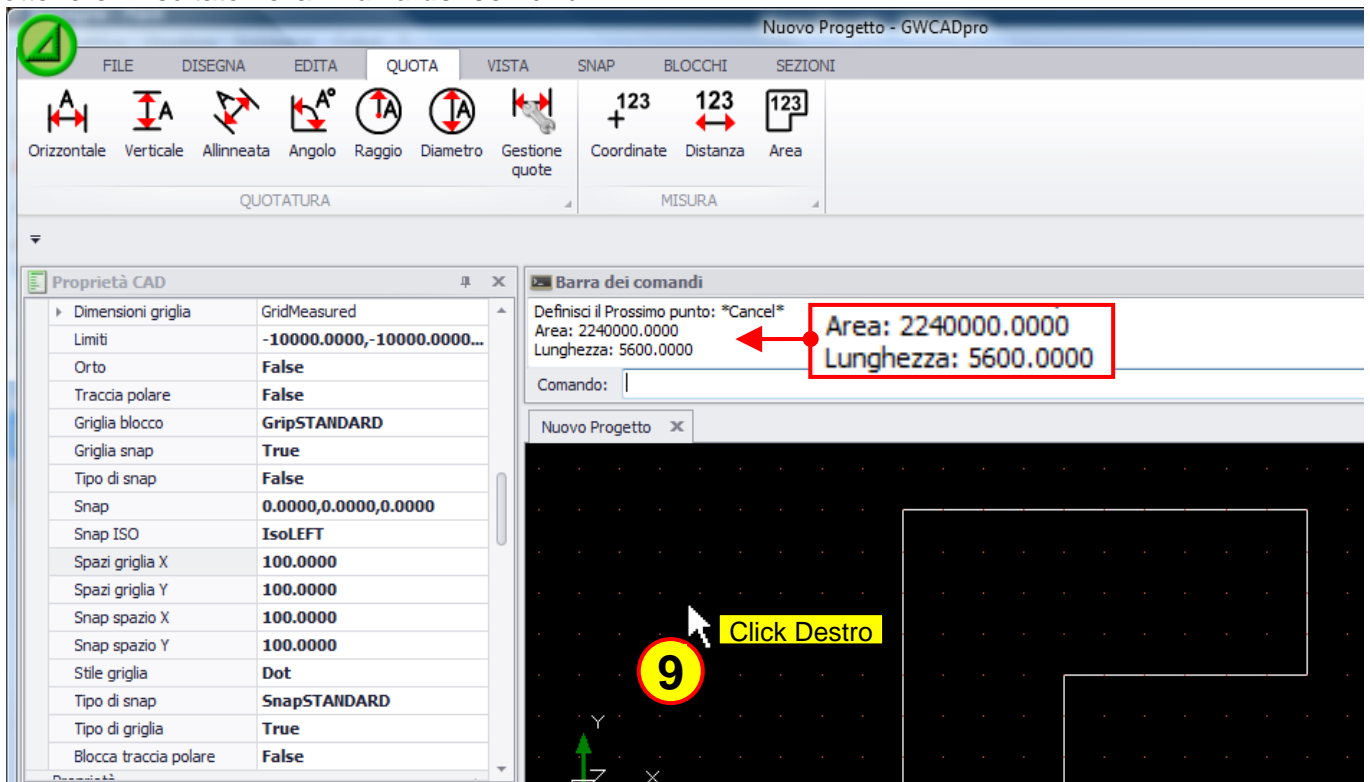 Nuovo Progetto - GWCADpro
FILE DISEGNA EDITA QUOTA VISTA SNAP BLOCCHI SEZIONI
Orizzontale Verticale Allineata Angolo Raggio Diametro Gestione quote Coordinate Distanza Area
QUOTATURA MISURA
Proprietà CAD
Dimensioni griglia GridMeasured
Limiti -10000.0000,-10000.0000...
Orto False
Traccia polare False
Griglia blocco GripSTANDARD
Griglia snap True
Tipo di snap False
Snap 0.0000,0.0000,0.0000
Snap ISO IsoLEFT
Spazi griglia X 100.0000
Spazi griglia Y 100.0000
Snap spazio X 100.0000
Snap spazio Y 100.0000
Stile griglia Dot
Tipo di snap SnapSTANDARD
Tipo di griglia True
Blocca traccia polare False
Barra dei comandi
Definisci il Prossimo punto: *Cancel*
Area: 2240000.0000
Lunghezza: 5600.0000
Area: 2240000.0000
Lunghezza: 5600.0000
Comando:
Nuovo Progetto
Click Destro
9
Y
Z X